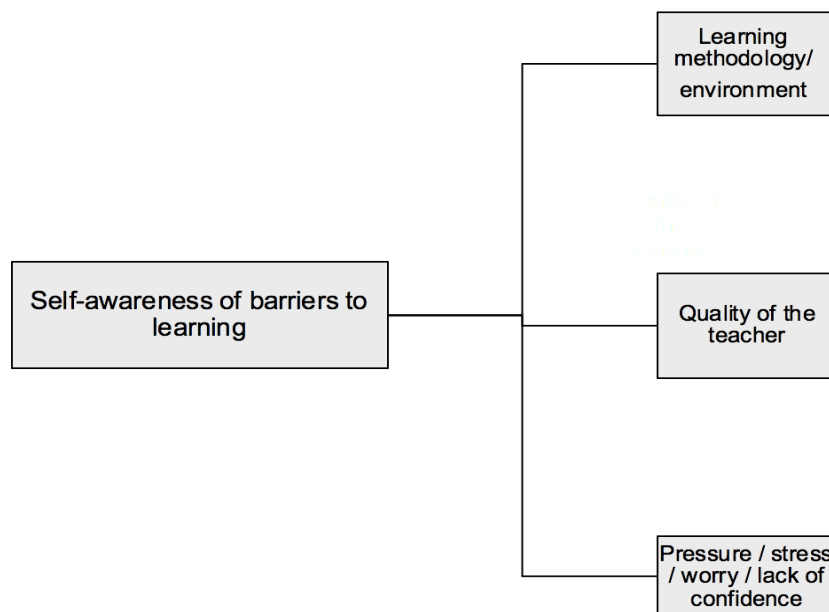 Learning
methodology/
environment
Self-awareness of barriers to
learning
Quality of the
teacher
Pressure / stress
/ worry / lack of
confidence